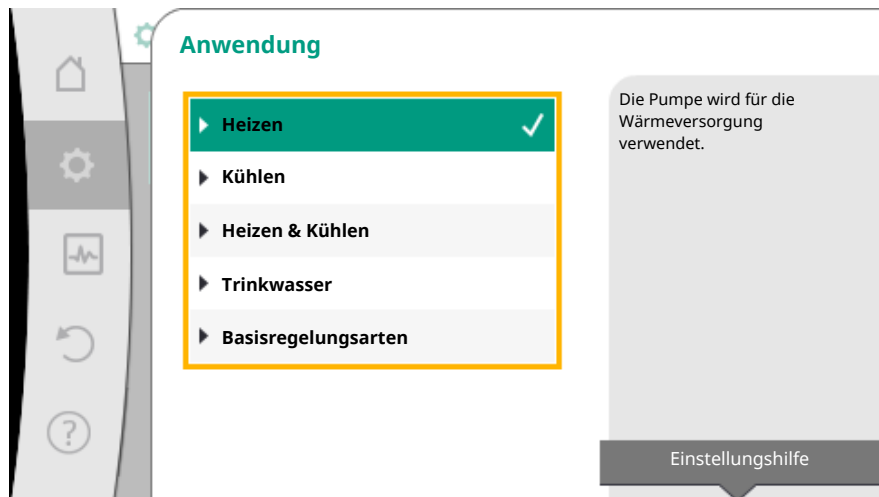 Anwendung
Heizen
Kühlen
Heizen & Kühlen
Trinkwasser
Basisregelungsarten
Die Pumpe wird für die
Wärmeversorgung
verwendet.
Einstellungshilfe
?